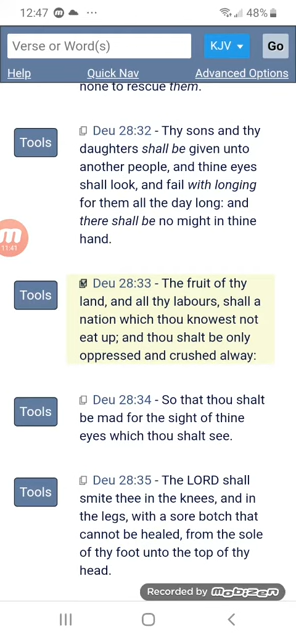 12:47 m ...
48%
Verse or Word(s)
KJV
Go
Help
Quick Nav
Advanced Options
none to rescue them.
Tools
Deu 28:32 - Thy sons and thy
daughters shall be given unto
another people, and thine eyes
shall look, and fail with longing
for them all the day long: and
there shall be no might in thine
hand.
m
11:41
Tools
Deu 28:33 - The fruit of thy
land, and all thy labours, shall a
nation which thou knowest not
eat up; and thou shalt be only
oppressed and crushed alway:
Tools
Deu 28:34 - So that thou shalt
be mad for the sight of thine
eyes which thou shalt see.
Tools
Deu 28:35 - The LORD shall
smite thee in the knees, and in
the legs, with a sore botch that
cannot be healed, from the sole
of thy foot unto the top of thy
head.
Recorded by mobizen